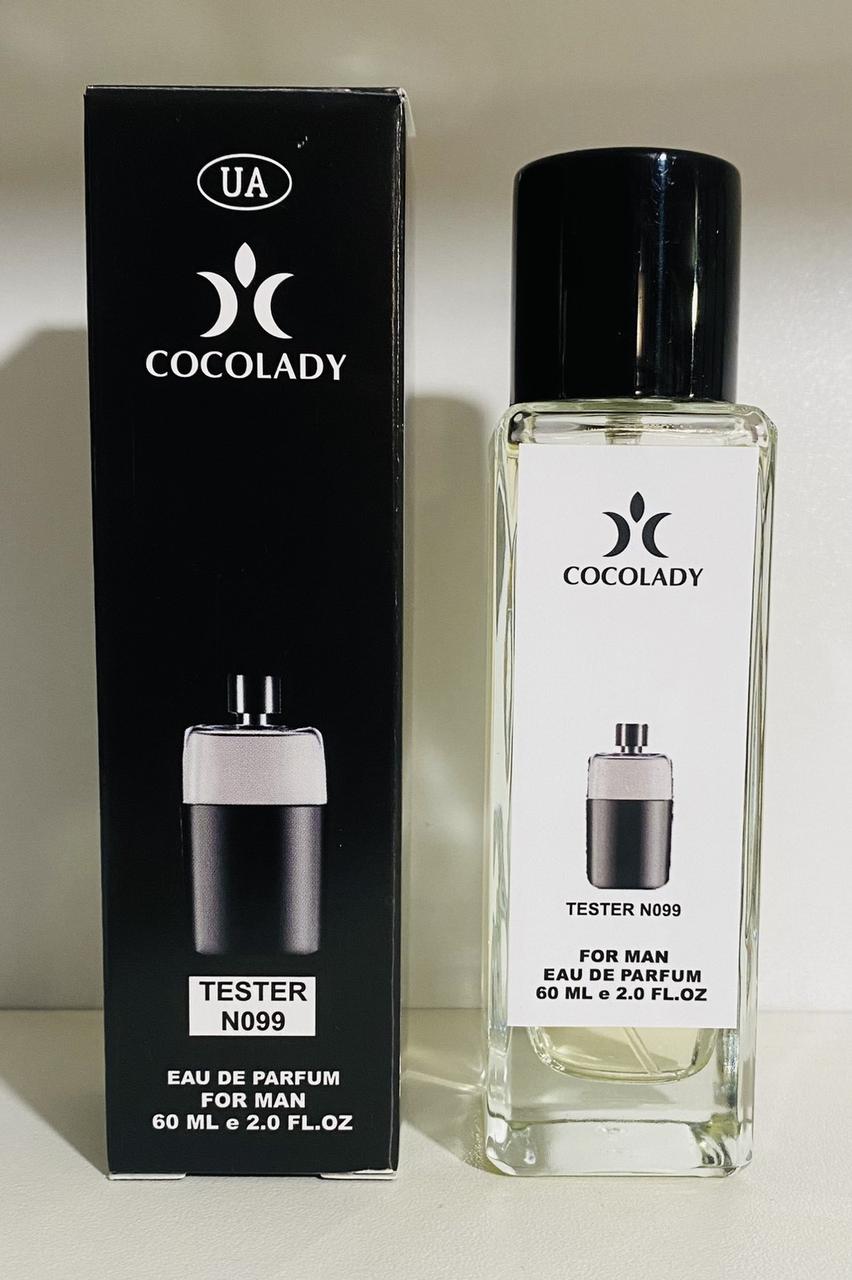 UA
COCOLADY
TESTER
N099
EAU DE PARFUM
FOR MAN
60 ML e 2.0 FL.OZ
COCOLADY
TESTER N099
FOR MAN
EAU DE PARFUM
60 ML e 2.0 FL.OZ